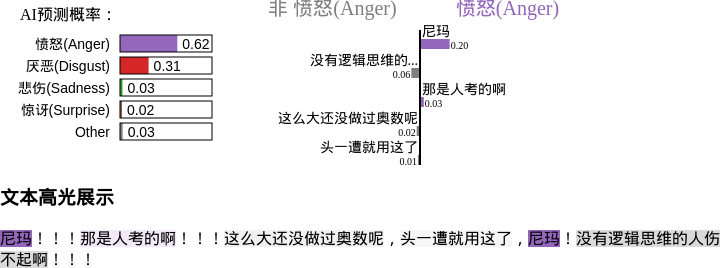 AI预测概率：
愤怒(Anger) 0.62
厌恶(Disgust) 0.31
悲伤(Sadness) 0.03
惊讶(Surprise) 0.02
Other 0.03
非 愤怒(Anger) 愤怒(Anger)
尼玛
0.20
没有逻辑思维的...
0.06
那是人考的啊
0.03
这么大还没做过奥数呢
0.02
头一遭就用这了
0.01
文本高光展示
尼玛！！！那是人考的啊！！！这么大还没做过奥数呢，头一遭就用这了，尼玛！没有逻辑思维的人伤
不起啊！！！